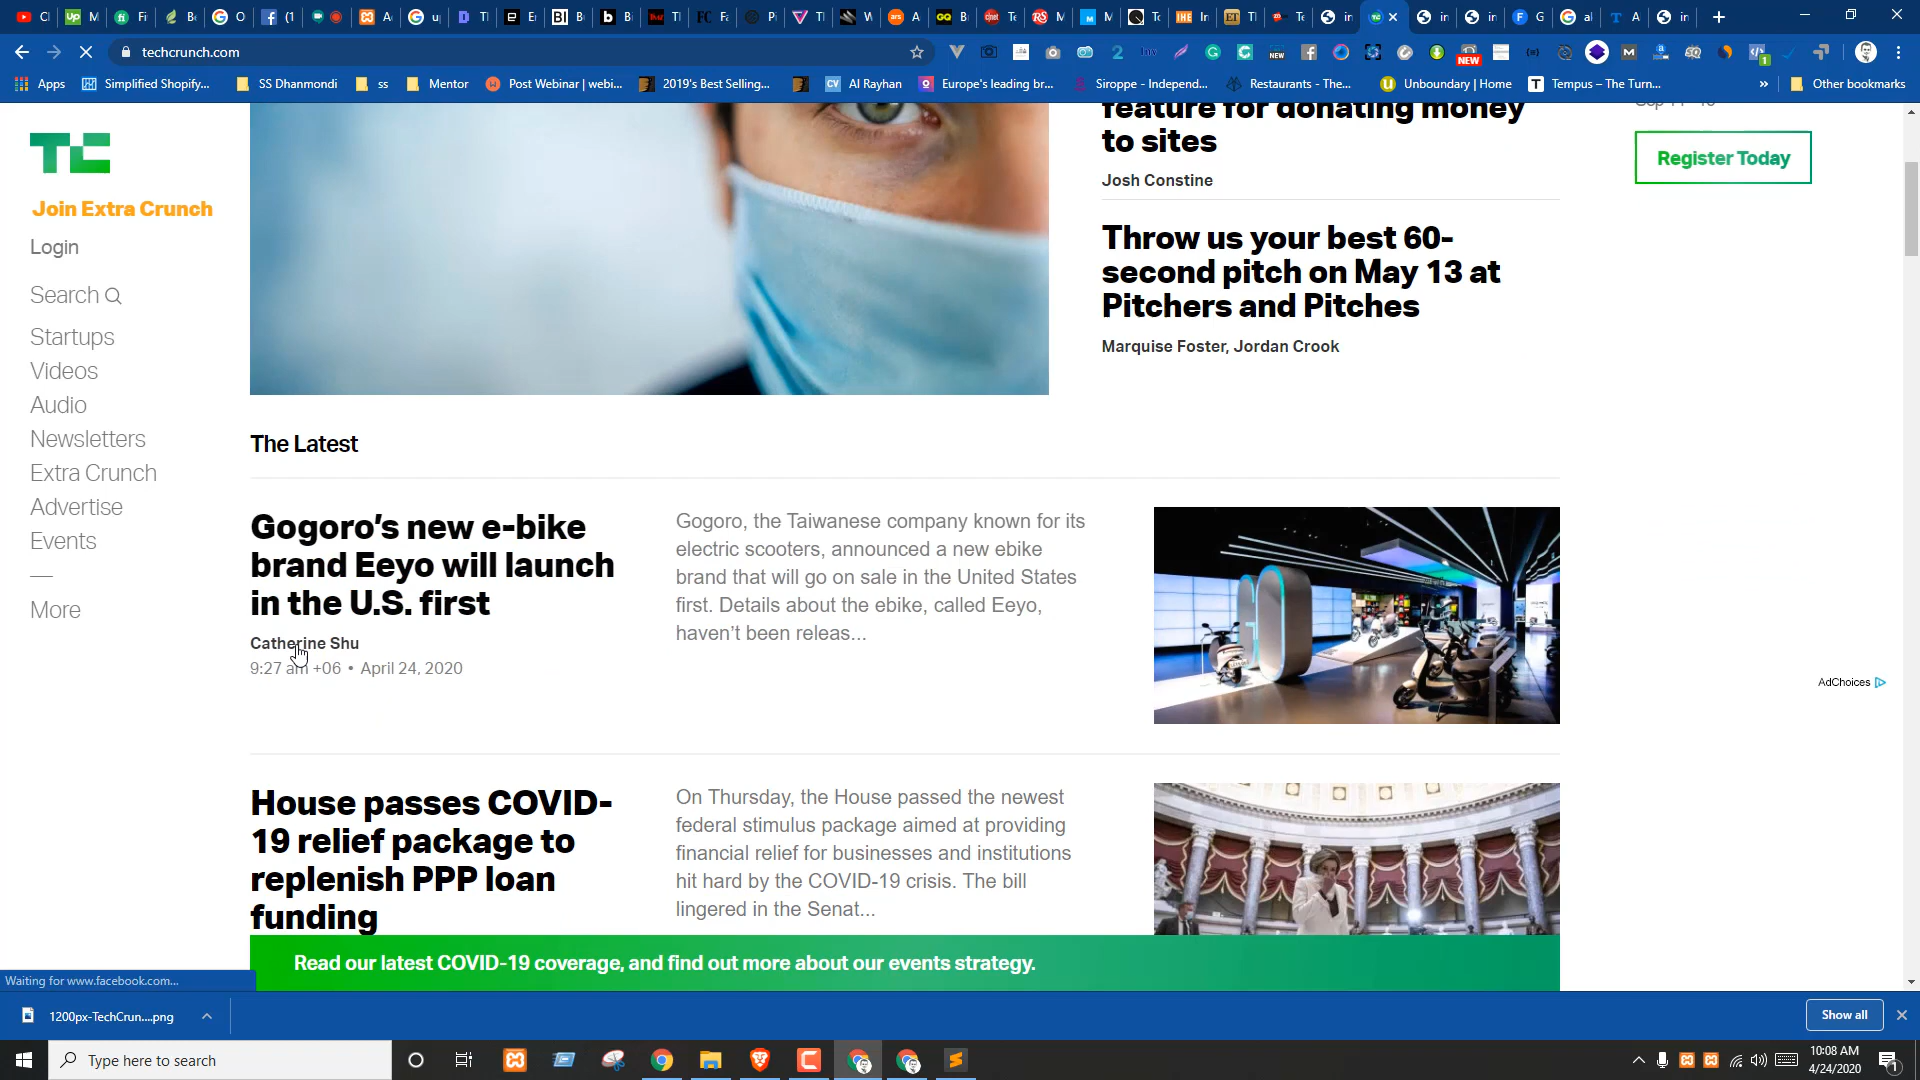 techcrunch.com
Apps
Simplified Shopify...
SS Dhanmondi
ss
Mentor
Post Webinar | webi...
2019's Best Selling...
Al Rayhan
Europe's leading br...
Siroppe - Independ...
Restaurants - The...
Unboundary | Home
Tempus – The Turn...
»
Other bookmarks
TC
Join Extra Crunch
Login
Search
Startups
Videos
Audio
Newsletters
Extra Crunch
Advertise
Events
More
feature for donating money
to sites
Josh Constine
Throw us your best 60-
second pitch on May 13 at
Pitchers and Pitches
Marquise Foster, Jordan Crook
Register Today
The Latest
Gogoro's new e-bike
brand Eeyo will launch
in the U.S. first
Catherine Shu
9:27 am +06 • April 24, 2020
Gogoro, the Taiwanese company known for its
electric scooters, announced a new ebike
brand that will go on sale in the United States
first. Details about the ebike, called Eeyo,
haven't been releas...
AdChoices
House passes COVID-
19 relief package to
replenish PPP loan
funding
On Thursday, the House passed the newest
federal stimulus package aimed at providing
financial relief for businesses and institutions
hit hard by the COVID-19 crisis. The bill
lingered in the Senat...
Read our latest COVID-19 coverage, and find out more about our events strategy.
Waiting for www.facebook.com...
1200px-TechCrun....png
Show all
Type here to search
10:08 AM
4/24/2020